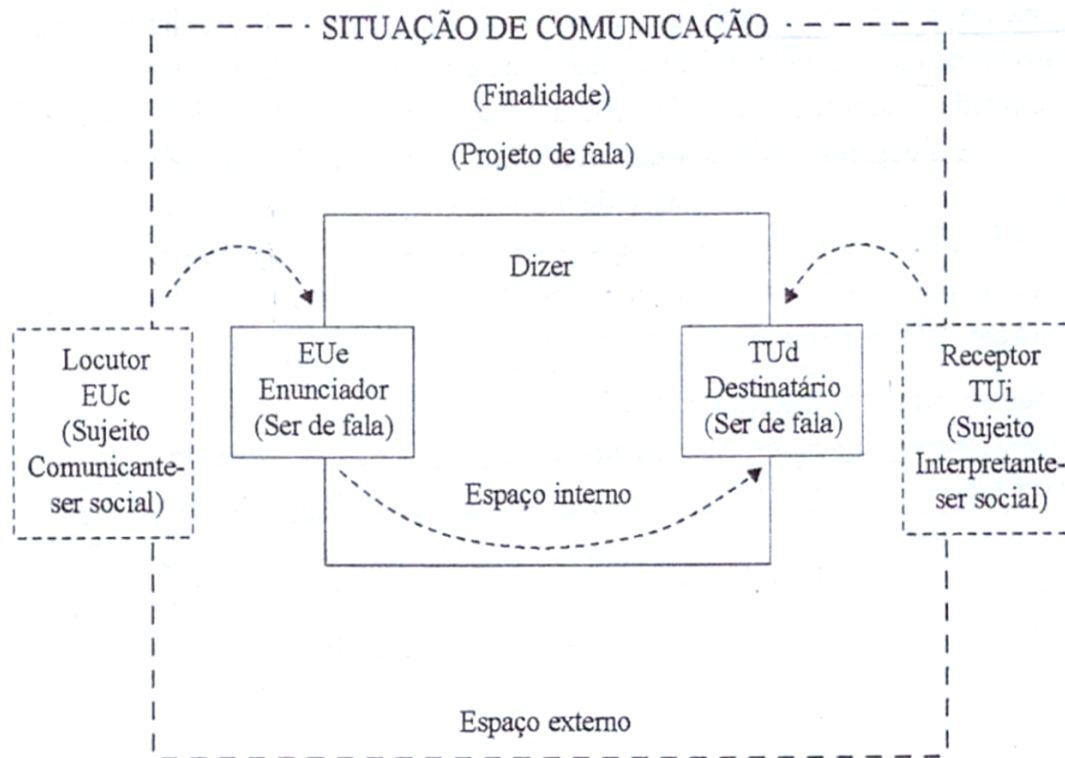 SITUAÇÃO DE COMUNICAÇÃO
(Finalidade)
(Projeto de fala)
Dizer
Locutor
EUc
(Sujeito
Comunicante-
ser social)
EUe
Enunciador
(Ser de fala)
TUd
Destinatário
(Ser de fala)
Receptor
TUi
(Sujeito
Interpretante-
ser social)
Espaço interno
Espaço externo